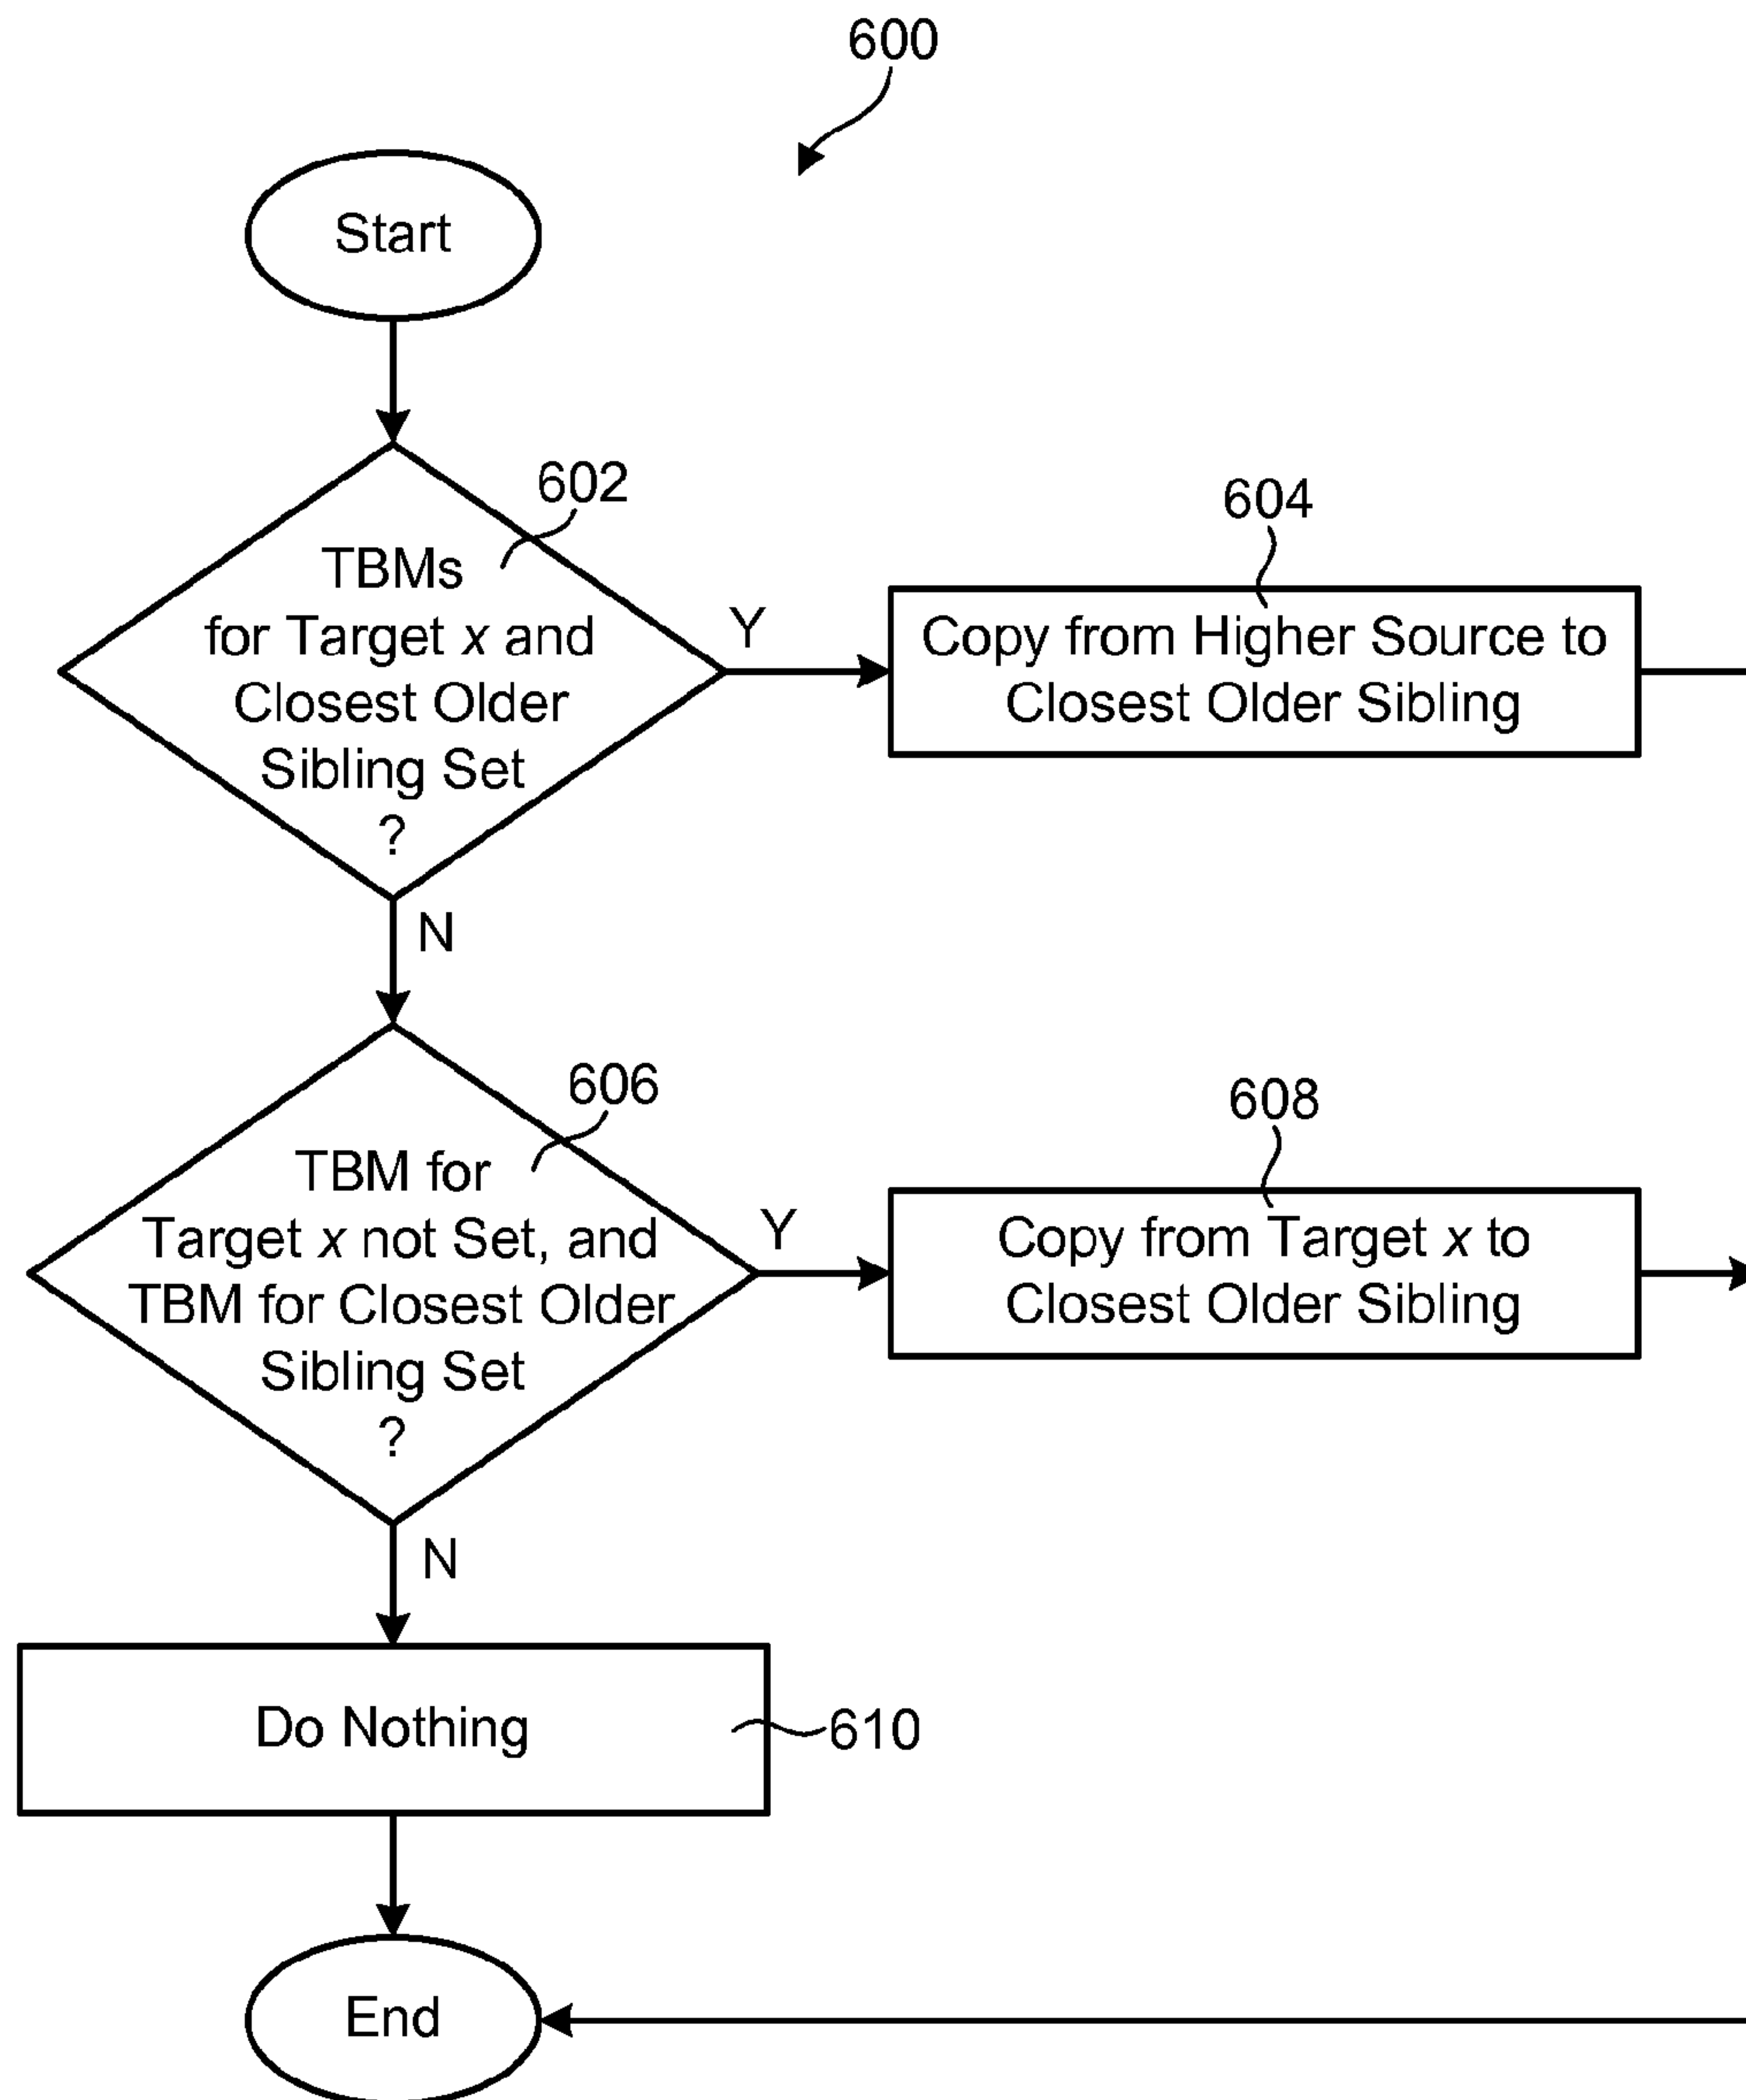 600
Start
602
TBMs
for Target x and
Closest Older
Sibling Set
?
Y
604
Copy from Higher Source to
Closest Older Sibling
N
606
TBM for
Target x not Set, and
TBM for Closest Older
Sibling Set
?
Y
608
Copy from Target x to
Closest Older Sibling
N
Do Nothing
610
End